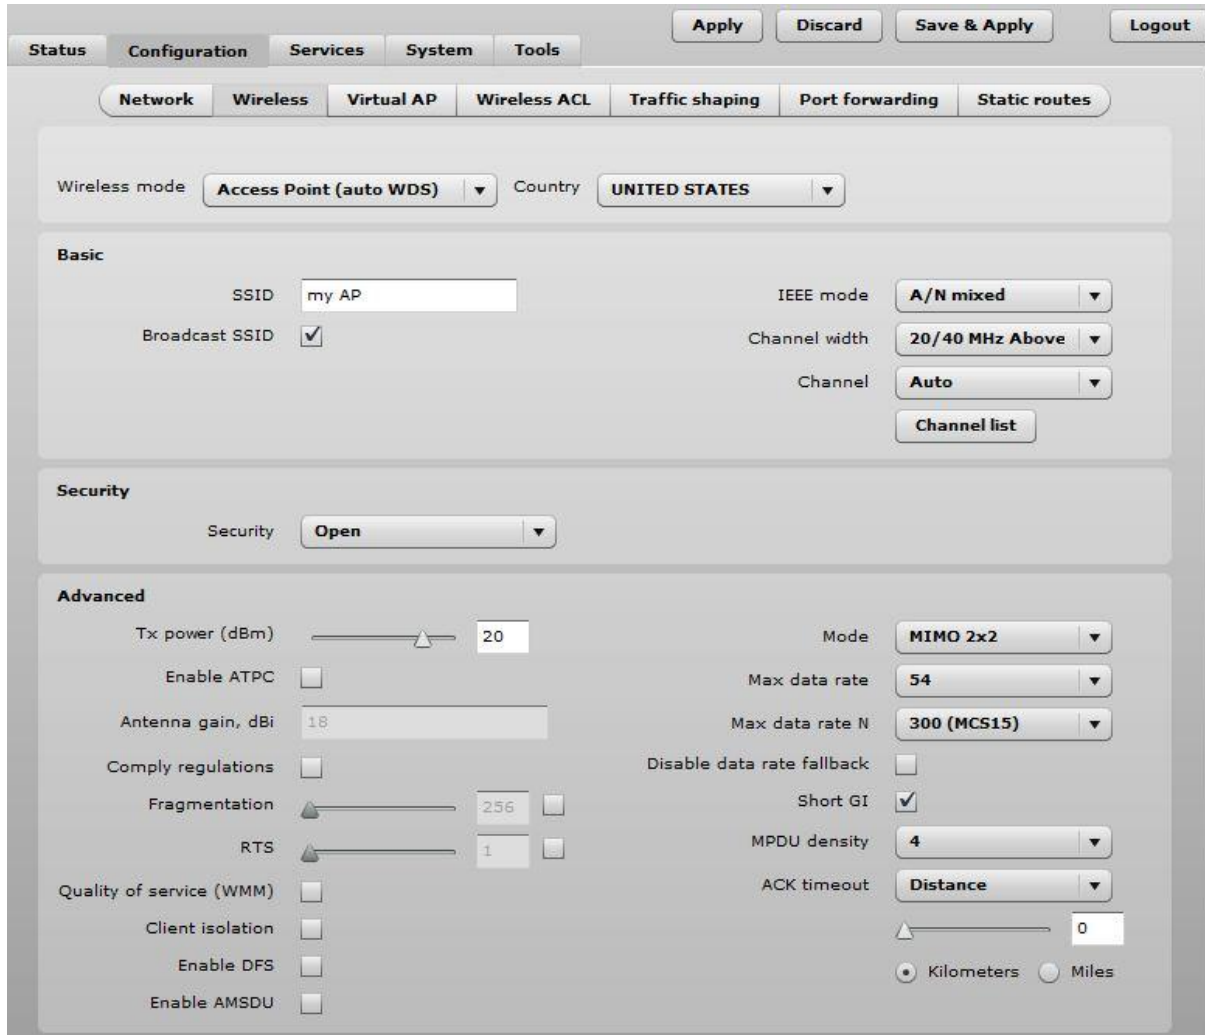 Apply Discard Save & Apply Logout
Status Configuration Services System Tools
Network Wireless Virtual AP Wireless ACL Traffic shaping Port forwarding Static routes
Wireless mode Access Point (auto WDS) Country UNITED STATES
Basic
SSID my AP IEEE mode A/N mixed
Broadcast SSID Channel width 20/40 MHz Above
Channel Auto
Channel list
Security
Security Open
Advanced
Tx power (dBm) 20 Mode MIMO 2x2
Enable ATPC Max data rate 54
Antenna gain, dBi 18 Max data rate N 300 (MCS15)
Comply regulations Disable data rate fallback
Fragmentation 256 Short GI
RTS 1 MPDU density 4
Quality of service (WMM) ACK timeout Distance
Client isolation 0
Enable DFS Kilometers Miles
Enable AMSDU